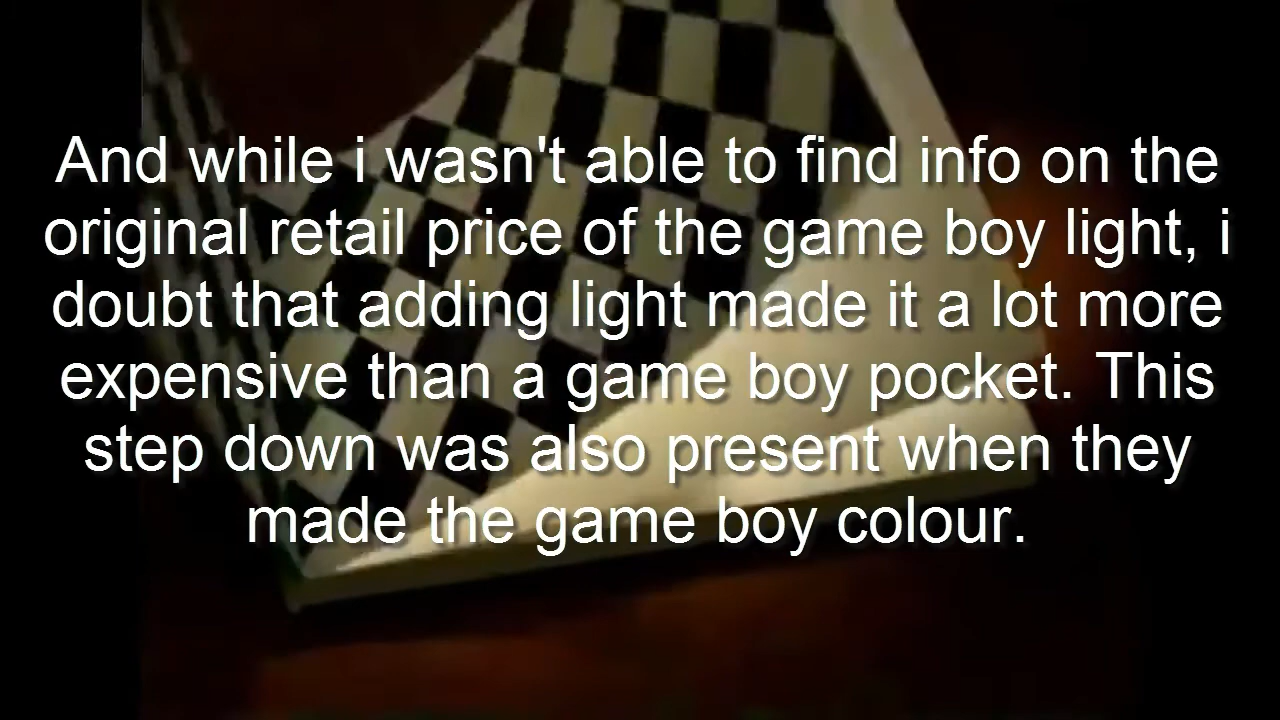 And while i wasn't able to find info on the
original retail price of the game boy light, i
doubt that adding light made it a lot more
expensive than a game boy pocket. This
step down was also present when they
made the game boy colour.